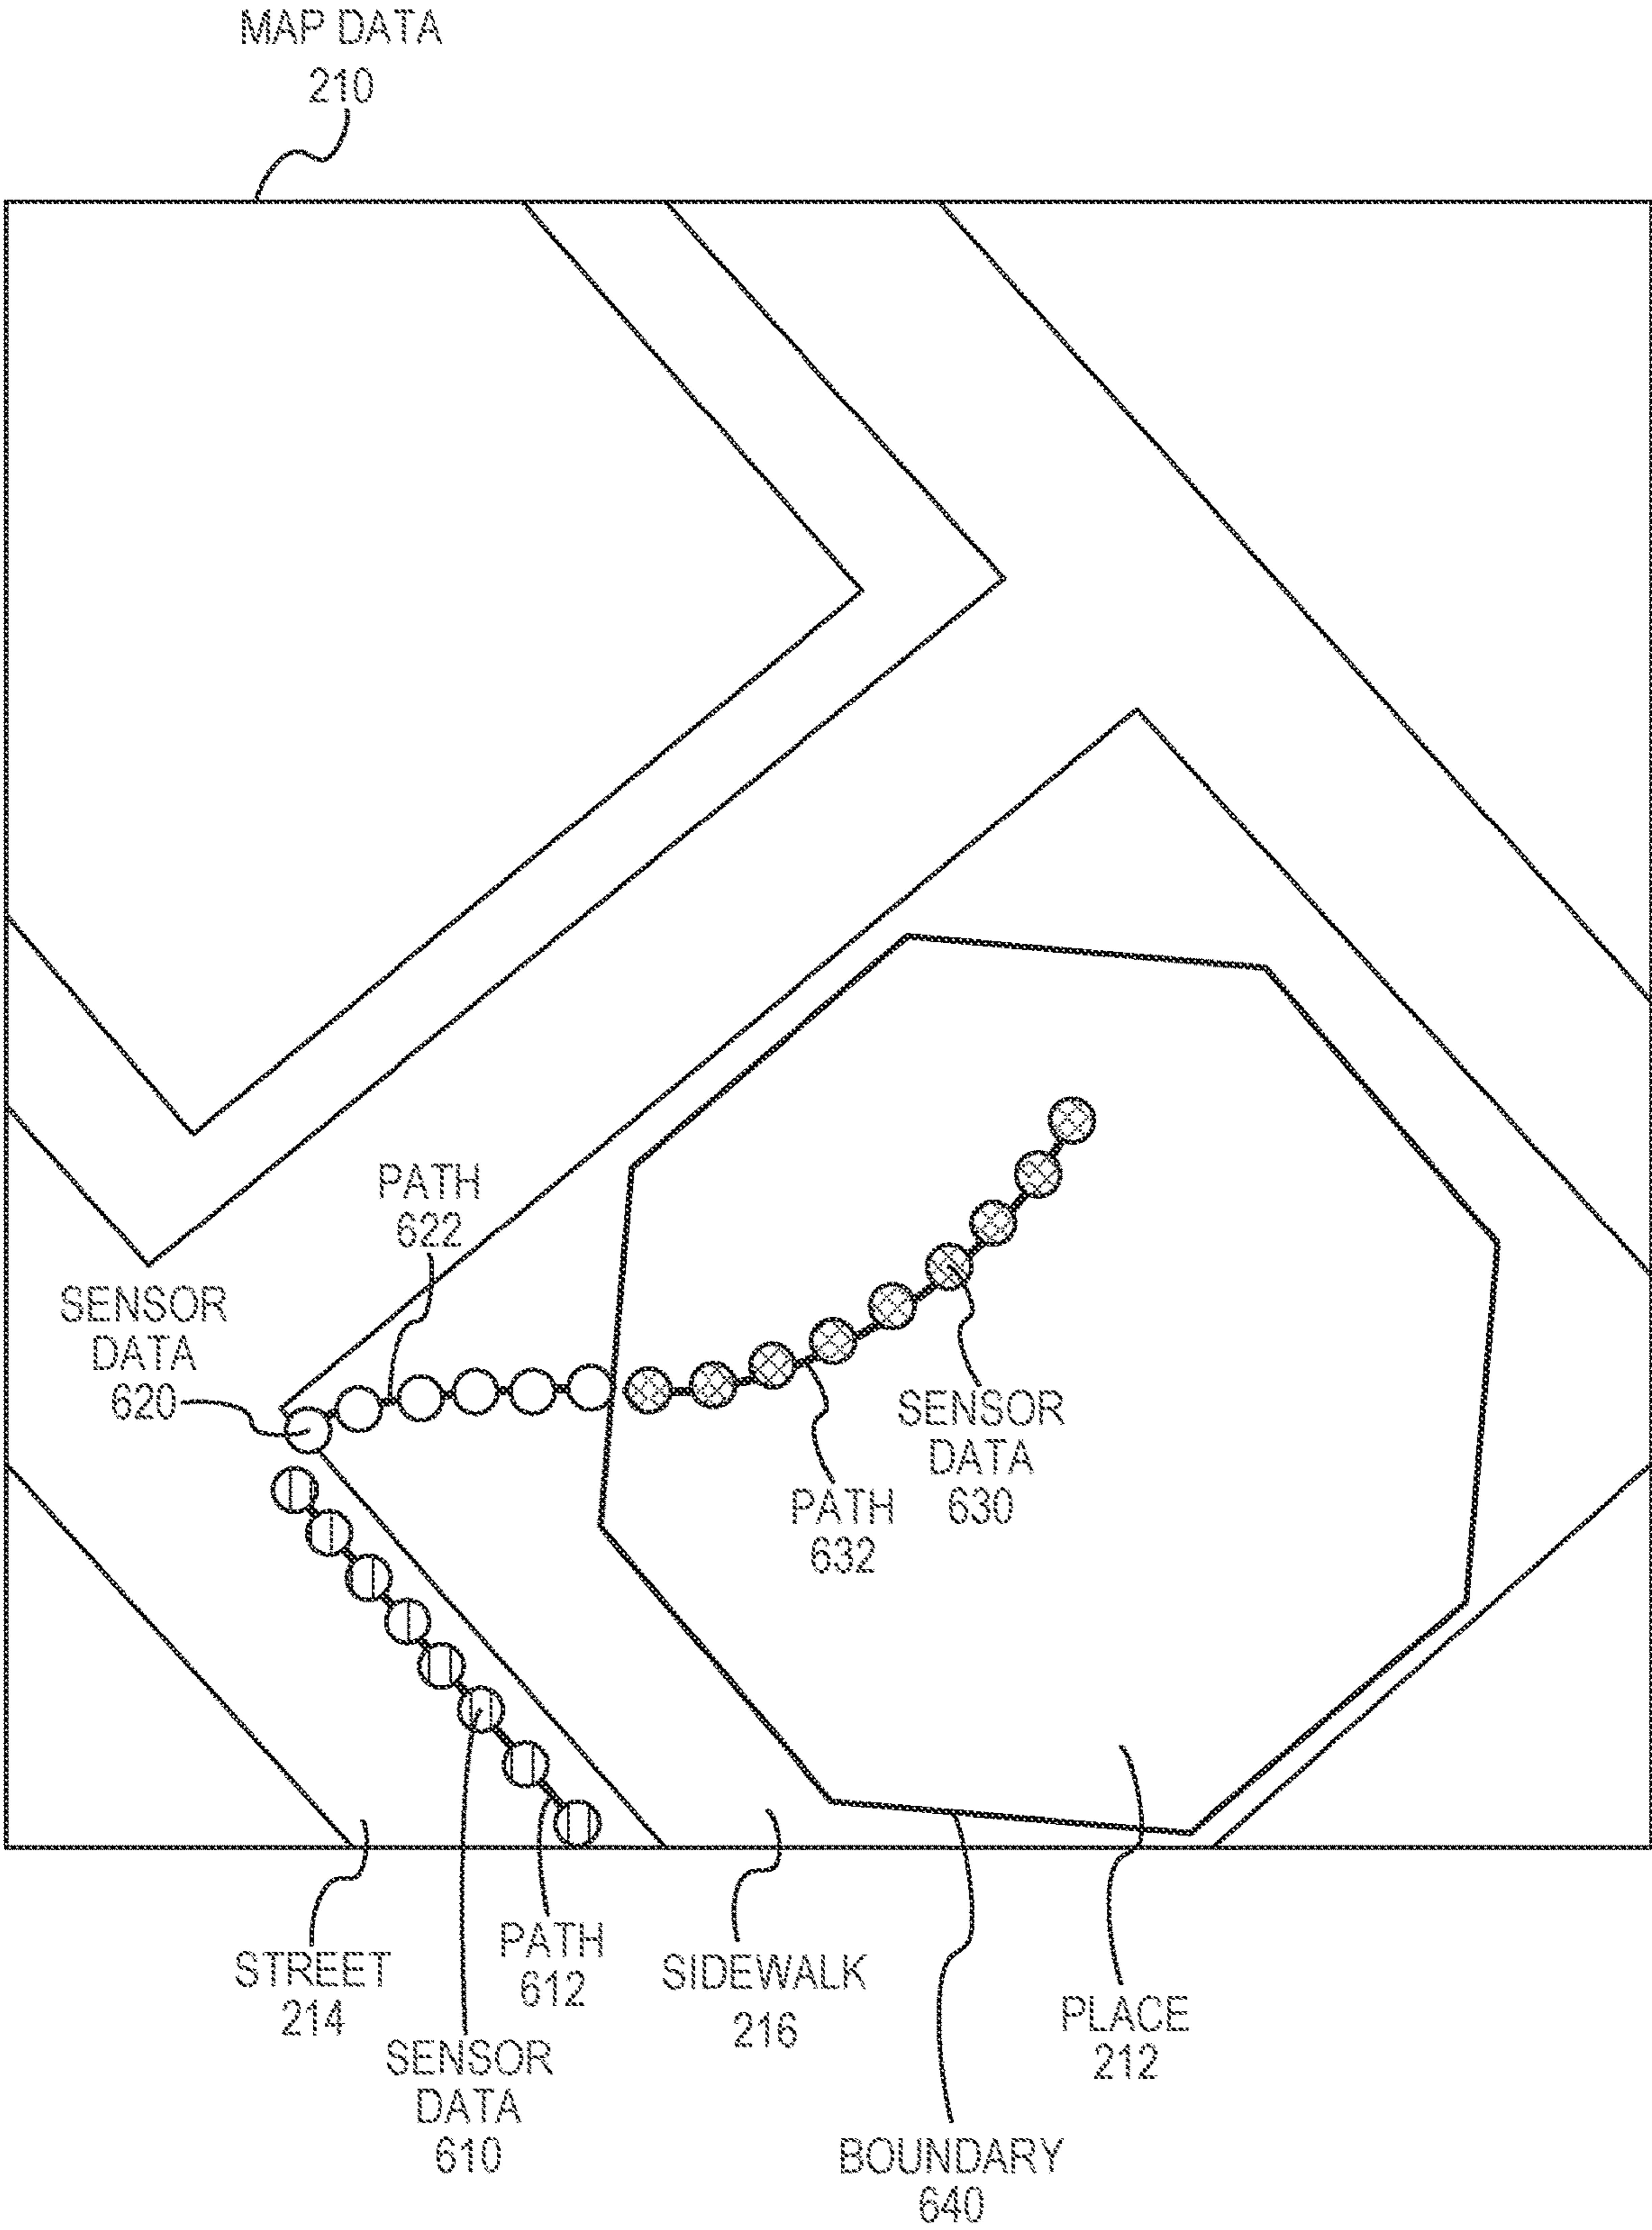 MAP DATA
210
PATH
622
SENSOR
DATA
620
SENSOR
DATA
630
PATH
632
STREET
214
PATH
612
SENSOR
DATA
610
SIDEWALK
216
PLACE
212
BOUNDARY
640